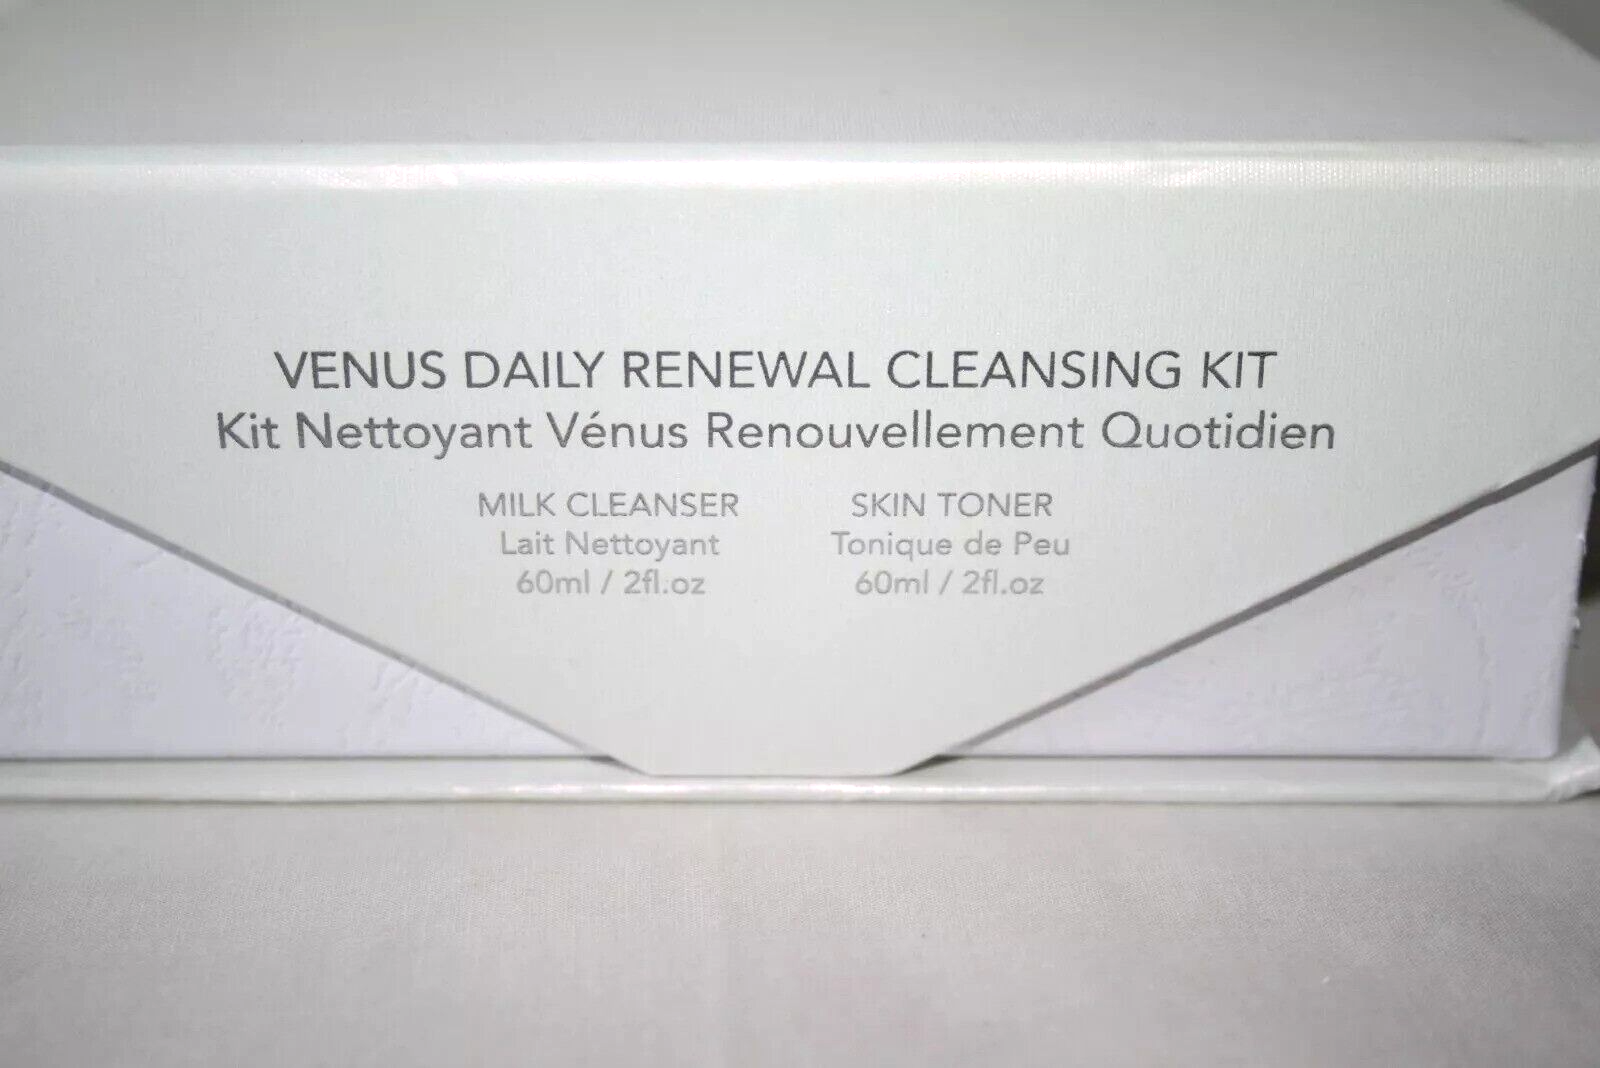 VENUS DAILY RENEWAL CLEANSING KIT
Kit Nettoyant Vénus Renouvellement Quotidien
MILK CLEANSER
Lait Nettoyant
60ml / 2fl.oz
SKIN TONER
Tonique de Peu
60ml / 2fl.oz